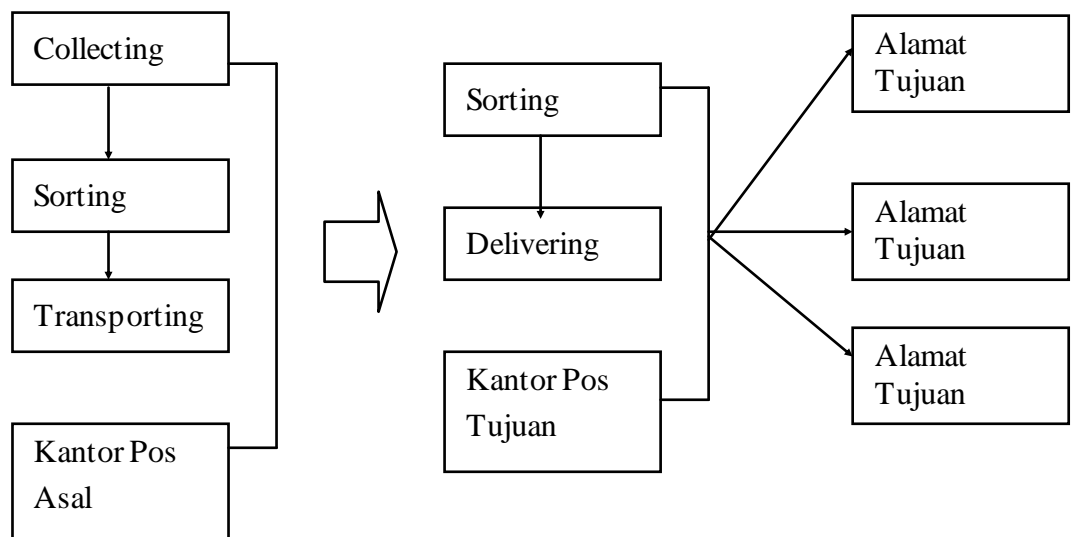 Collecting
Sorting
Transporting
Kantor Pos
Asal
Sorting
Delivering
Kantor Pos
Tujuan
Alamat
Tujuan
Alamat
Tujuan
Alamat
Tujuan